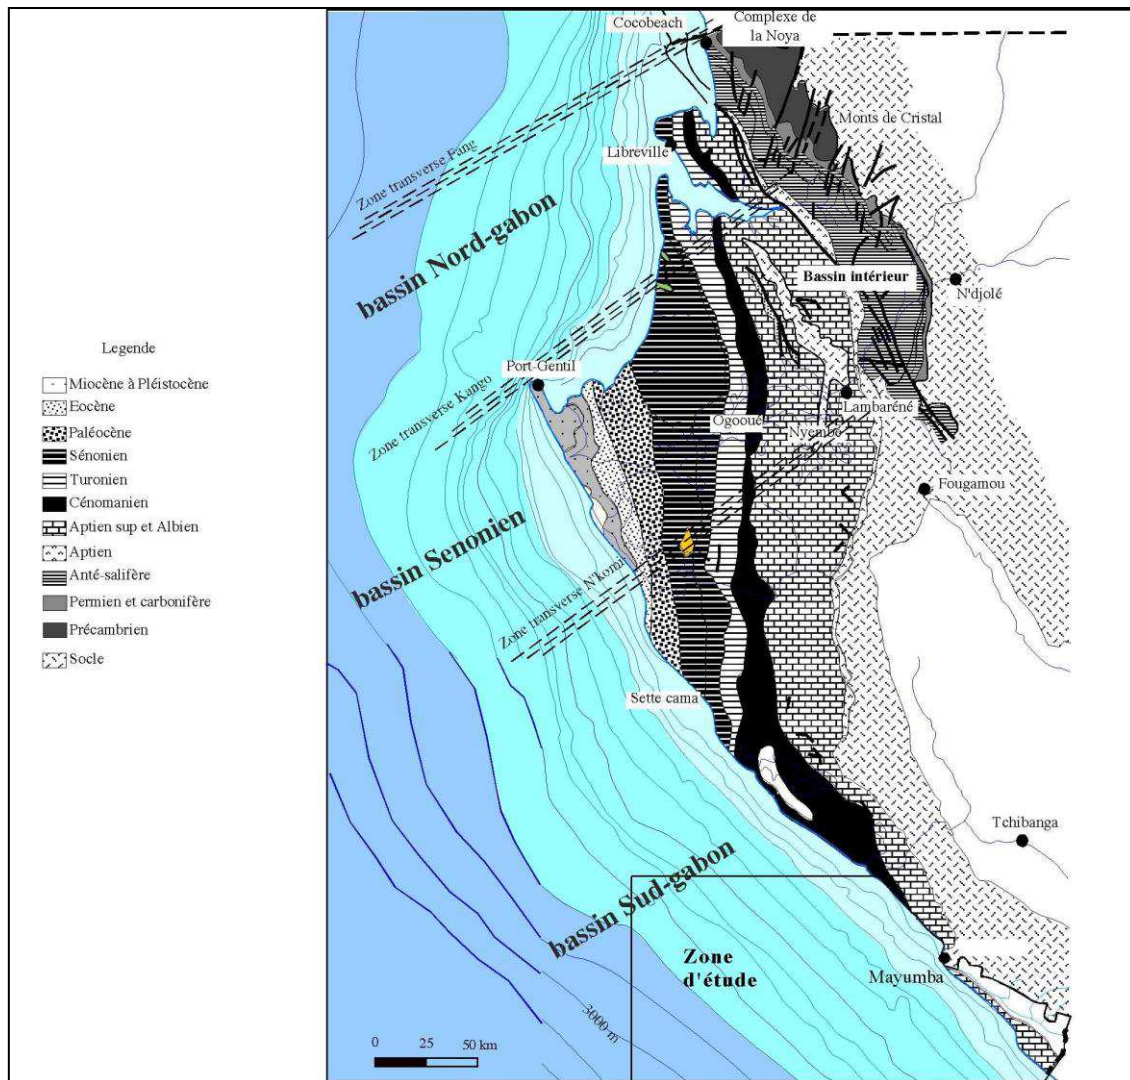 Cocobeach
Complexe de
la Noya
Monts de Cristal
Libreville
Zone transverse Fang
bassin Nord-gabon
Bassin intérieur
N'djolé
Legende
Miocène à Pléistocène
Eocène
Paléocène
Sénonien
Turonien
Cénomanien
Aptien sup et Albien
Aptien
Anté-salifère
Permien et carbonifère
Précambrien
Socle
Port-Gentil
Zone transverse Kango
Lambaréné
Ogooué
Nyembé
Fougamou
bassin Senonien
Zone transverse N'komi
Sette cama
Tchibanga
bassin Sud-gabon
Zone
d'étude
Mayumba
3000 m
0 25 50 km